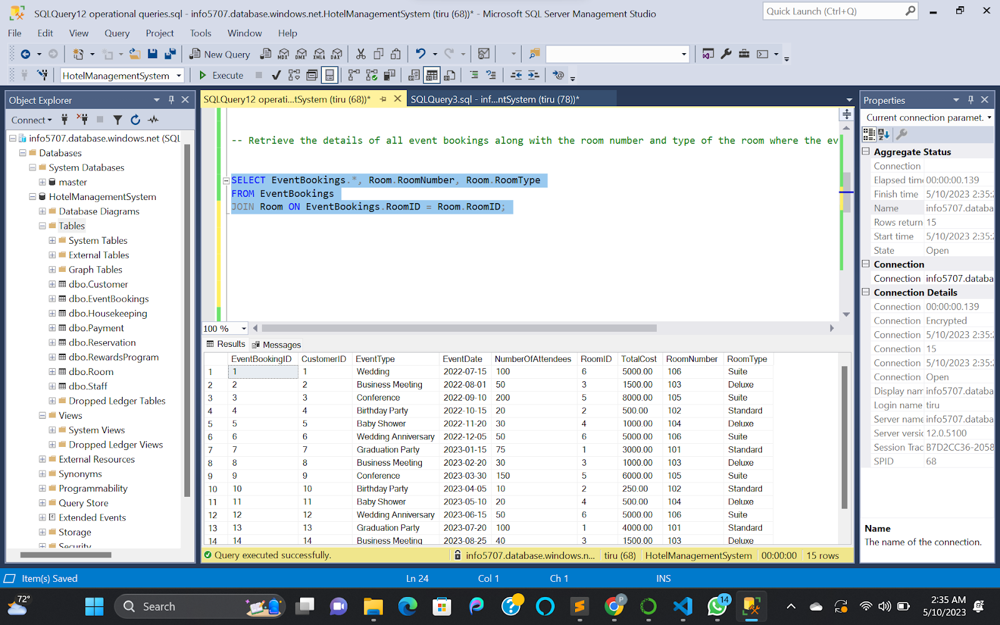 SQLQuery12 operational queries.sql - info5707.database.windows.net.HotelManagementSystem (tiru (68))* - Microsoft SQL Server Management Studio
Quick Launch (Ctrl+Q)
File Edit View Query Project Tools Window Help
New Query
MDX DMX XMLA DAX
HotelManagementSystem
Execute
Object Explorer
Connect
info5707.database.windows.net (SQL
Databases
System Databases
master
HotelManagementSystem
Database Diagrams
Tables
System Tables
External Tables
Graph Tables
dbo.Customer
dbo.EventBookings
dbo.Housekeeping
dbo.Payment
dbo.Reservation
dbo.RewardsProgram
dbo.Room
dbo.Staff
Dropped Ledger Tables
Views
System Views
Dropped Ledger Views
External Resources
Synonyms
Programmability
Query Store
Extended Events
Storage
Security
SQLQuery12 operati...tSystem (tiru (68))*
SQLQuery3.sql - inf...ntSystem (tiru (78))*
-- Retrieve the details of all event bookings along with the room number and type of the room where the ev
SELECT EventBookings.*, Room.RoomNumber, Room.RoomType
FROM EventBookings
JOIN Room ON EventBookings.RoomID = Room.RoomID;
100 %
Results Messages
EventBookingID CustomerID EventType EventDate NumberOfAttendees RoomID TotalCost RoomNumber RoomType
1 1 1 Wedding 2022-07-15 100 6 5000.00 106 Suite
2 2 2 Business Meeting 2022-08-01 50 3 1500.00 103 Deluxe
3 3 3 Conference 2022-09-10 200 5 8000.00 105 Suite
4 4 4 Birthday Party 2022-10-15 20 2 500.00 102 Standard
5 5 5 Baby Shower 2022-11-20 30 4 1000.00 104 Deluxe
6 6 6 Wedding Anniversary 2022-12-05 50 6 5000.00 106 Suite
7 7 7 Graduation Party 2023-01-15 75 1 3000.00 101 Standard
8 8 8 Business Meeting 2023-02-20 30 3 1000.00 103 Deluxe
9 9 9 Conference 2023-03-30 150 5 6000.00 105 Suite
10 10 10 Birthday Party 2023-04-05 10 2 250.00 102 Standard
11 11 11 Baby Shower 2023-05-10 20 4 500.00 104 Deluxe
12 12 12 Wedding Anniversary 2023-06-15 50 6 5000.00 106 Suite
13 13 13 Graduation Party 2023-07-20 100 1 4000.00 101 Standard
14 14 14 Business Meeting 2023-08-25 40 3 1500.00 103 Deluxe
Query executed successfully.
info5707.database.windows.n... tiru (68) HotelManagementSystem 00:00:00 15 rows
Properties
Current connection paramet.
Aggregate Status
Connection
Elapsed time 00:00:00.139
Finish time 5/10/2023 2:35:
Name info5707.databa
Rows return 15
Start time 5/10/2023 2:35:
State Open
Connection
Connection info5707.databa
Connection Details
Connection 00:00:00.139
Connection Encrypted
Connection 5/10/2023 2:35:
Connection 15
Connection 5/10/2023 2:35:
Connection Open
Display nam info5707.databa
Login name tiru
Server name info5707.databa
Server versic 12.0.5100
Session Trac B7D2CC36-2058
SPID 68
Name
The name of the connection.
Item(s) Saved Ln 24 Col 1 Ch 1 INS
72°
Search
P
14
2:35 AM
5/10/2023